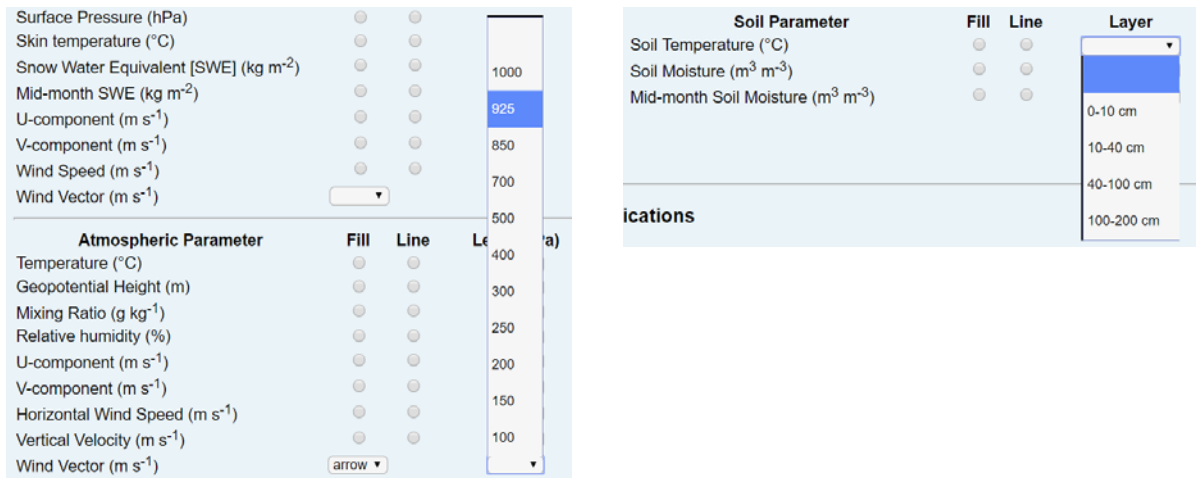 Surface Pressure (hPa)
Skin temperature (°C)
Snow Water Equivalent [SWE] (kg m-2)
Mid-month SWE (kg m-2)
U-component (m s-1)
V-component (m s-1)
Wind Speed (m s-1)
Wind Vector (m s-1)
Atmospheric Parameter Fill Line Le a)
Temperature (°C)
Geopotential Height (m)
Mixing Ratio (g kg-1)
Relative humidity (%)
U-component (m s-1)
V-component (m s-1)
Horizontal Wind Speed (m s-1)
Vertical Velocity (m s-1)
Wind Vector (m s-1) arrow
1000
925
850
700
500
400
300
250
200
150
100
Soil Parameter Fill Line Layer
Soil Temperature (°C)
Soil Moisture (m3 m-3)
Mid-month Soil Moisture (m3 m-3)
0-10 cm
10-40 cm
40-100 cm
100-200 cm
ications